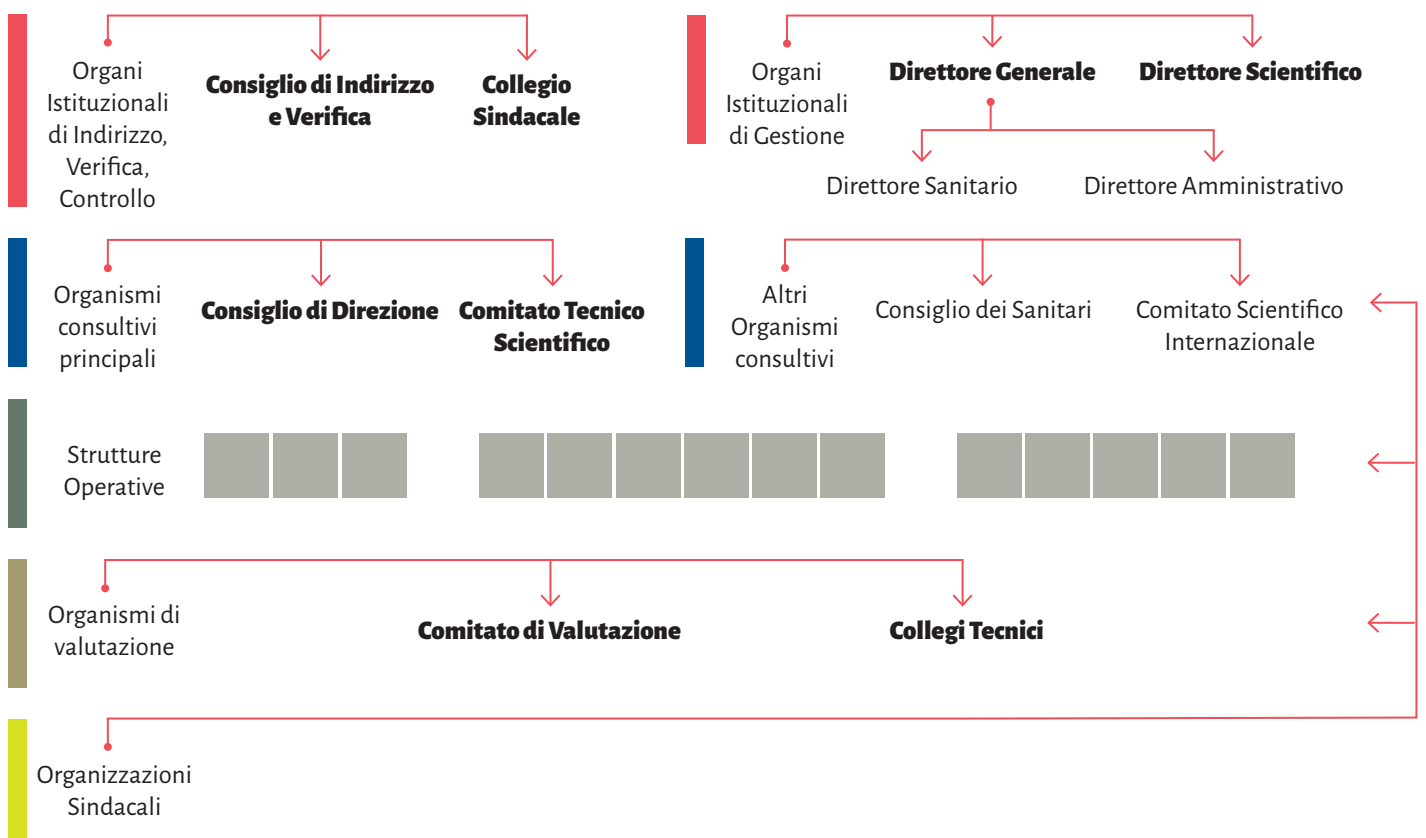 Organi
Istituzionali
di Indirizzo,
Verifica,
Controllo
Consiglio di Indirizzo
e Verifica
Collegio
Sindacale
Organi
Istituzionali
di Gestione
Direttore Generale
Direttore Scientifico
Direttore Sanitario
Direttore Amministrativo
Organismi
consultivi
principali
Consiglio di Direzione
Comitato Tecnico
Scientifico
Altri
Organismi
consultivi
Consiglio dei Sanitari
Comitato Scientifico
Internazionale
Strutture
Operative
Organismi di
valutazione
Comitato di Valutazione
Collegi Tecnici
Organizzazioni
Sindacali